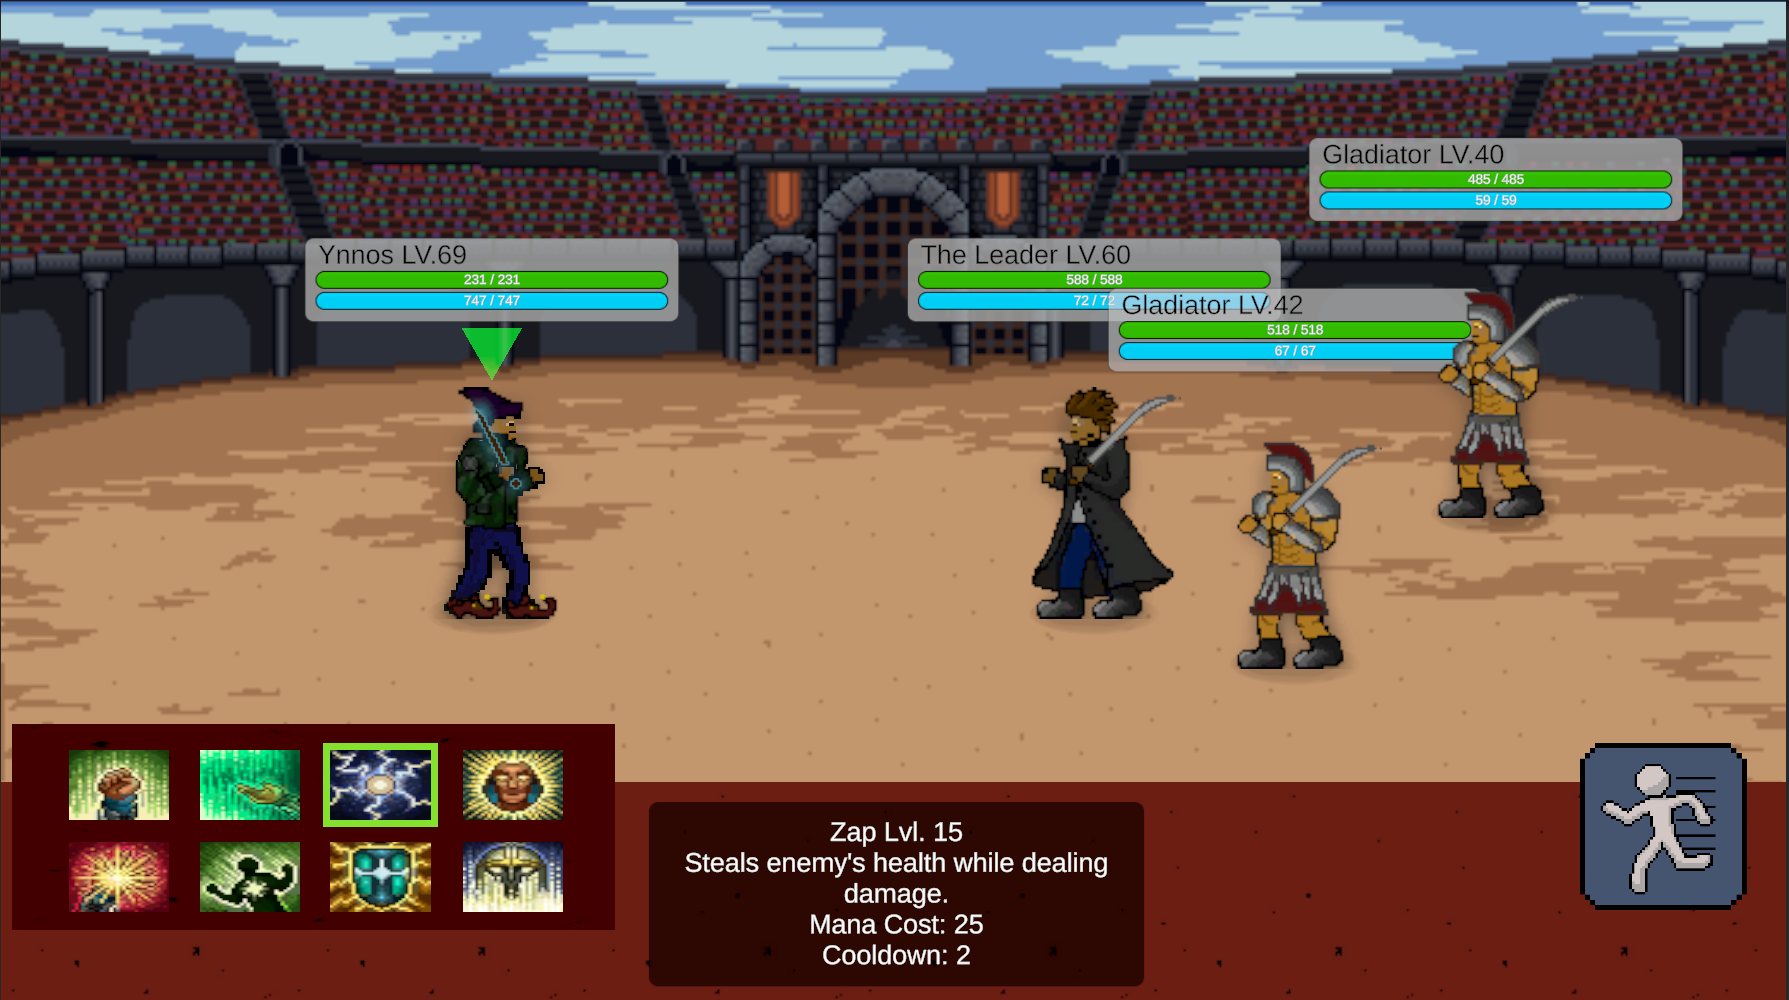 Gladiator LV.40
485 / 485
59 / 59
Ynnos LV.69
231 / 231
747 / 747
The Leader LV.60
588 / 588
72 / 72
Gladiator LV.42
518 / 518
67 / 67
Zap Lvl. 15
Steals enemy's health while dealing
damage.
Mana Cost: 25
Cooldown: 2